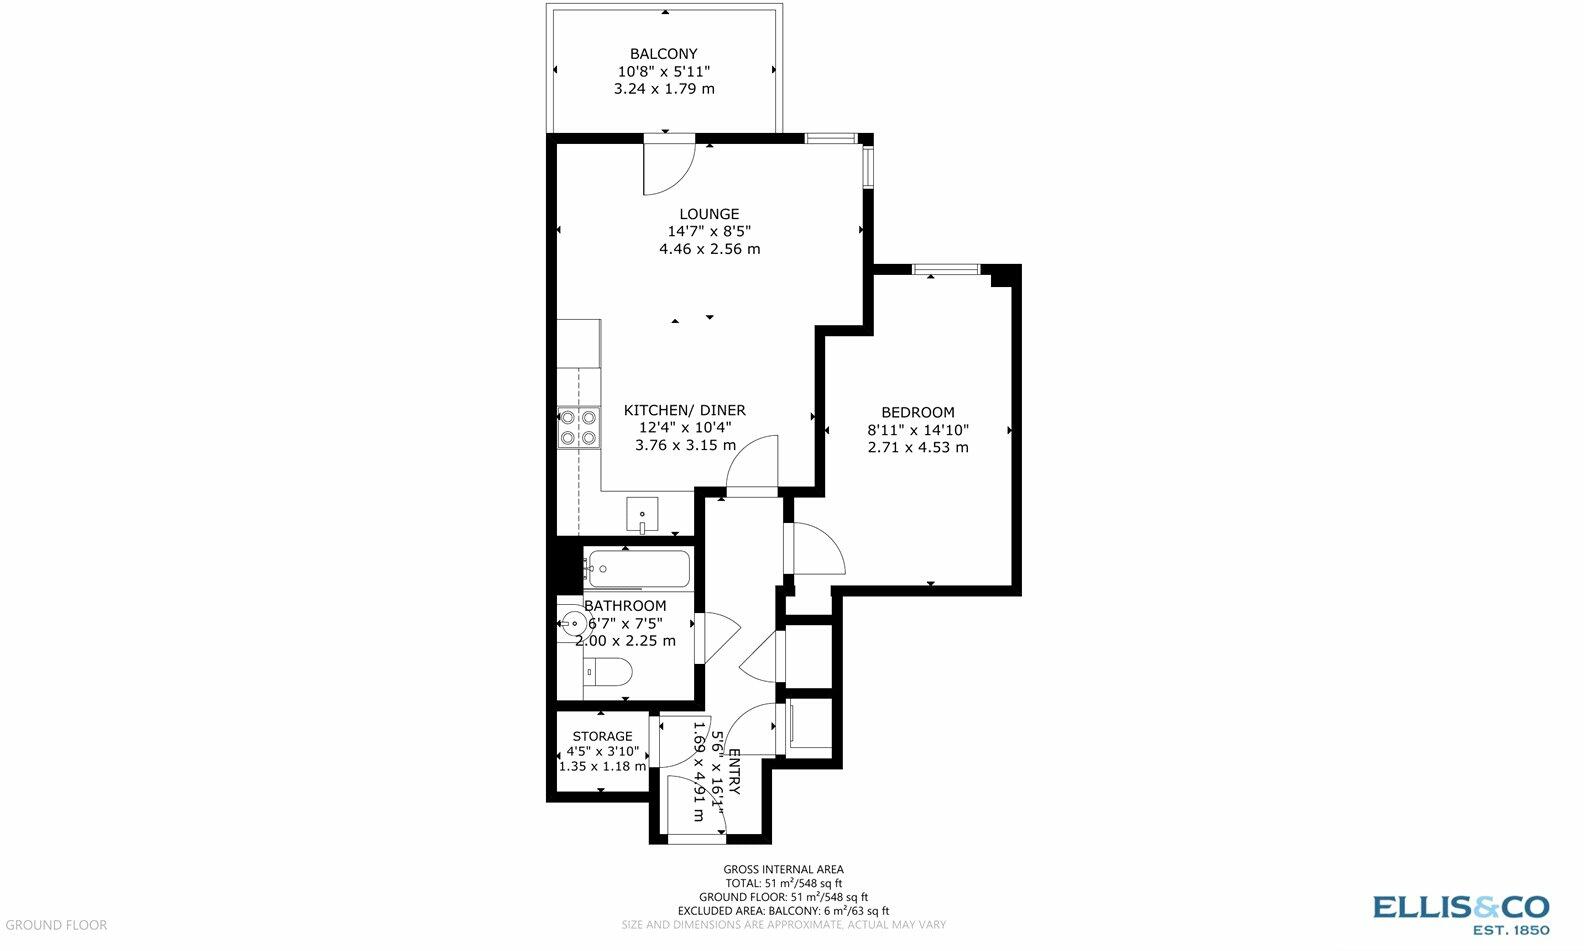 BALCONY
10'8" x 5'11"
3.24 x 1.79 m
LOUNGE
14'7" x 8'5"
4.46 x 2.56 m
KITCHEN/ DINER
12'4" x 10'4"
3.76 x 3.15 m
BEDROOM
8'11" x 14'10"
2.71 x 4.53 m
BATHROOM
6'7" x 7'5"
2.00 x 2.25 m
STORAGE
4'5" x 3'10"
1.35 x 1.18 m
ENTRY
5'6" x 16'1"
1.69 x 4.91 m
GROSS INTERNAL AREA
TOTAL: 51 m²/548 sq ft
GROUND FLOOR: 51 m²/548 sq ft
EXCLUDED AREA: BALCONY: 6 m²/63 sq ft
SIZE AND DIMENSIONS ARE APPROXIMATE, ACTUAL MAY VARY
GROUND FLOOR
ELLIS&CO
EST. 1850